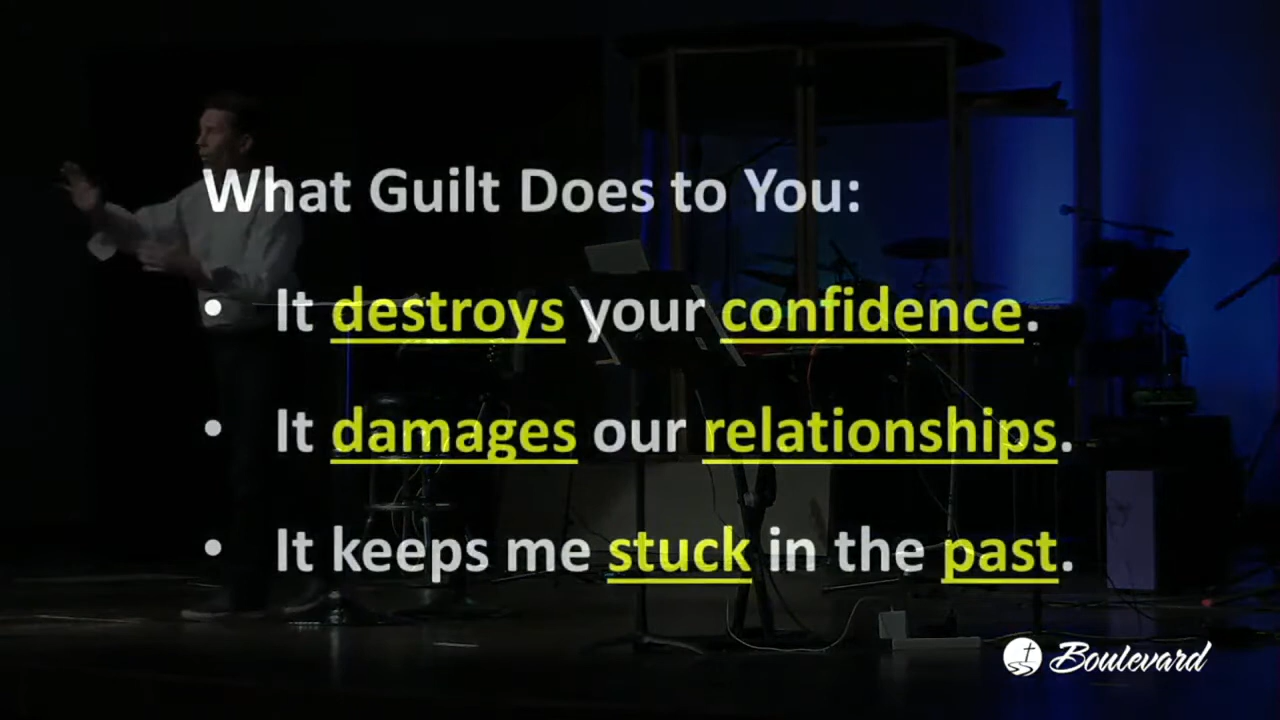 What Guilt Does to You:
• It destroys your confidence.
• It damages our relationships.
• It keeps me stuck in the past.
Boulevard